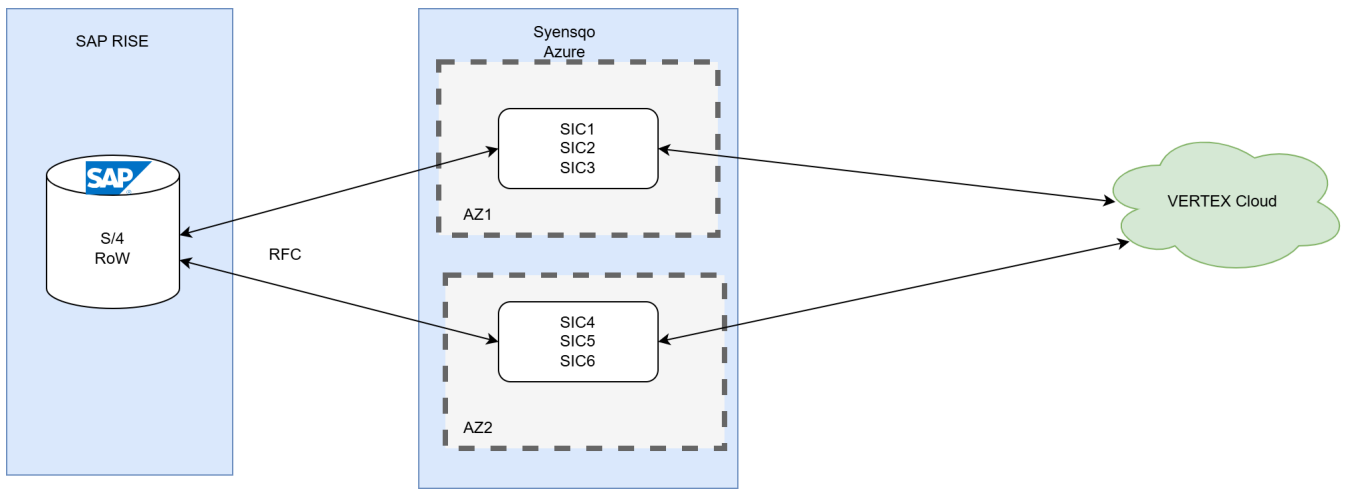 SAP RISE
SAP
S/4
RoW
RFC
Syensqo
Azure
SIC1
SIC2
SIC3
AZ1
SIC4
SIC5
SIC6
AZ2
VERTEX Cloud